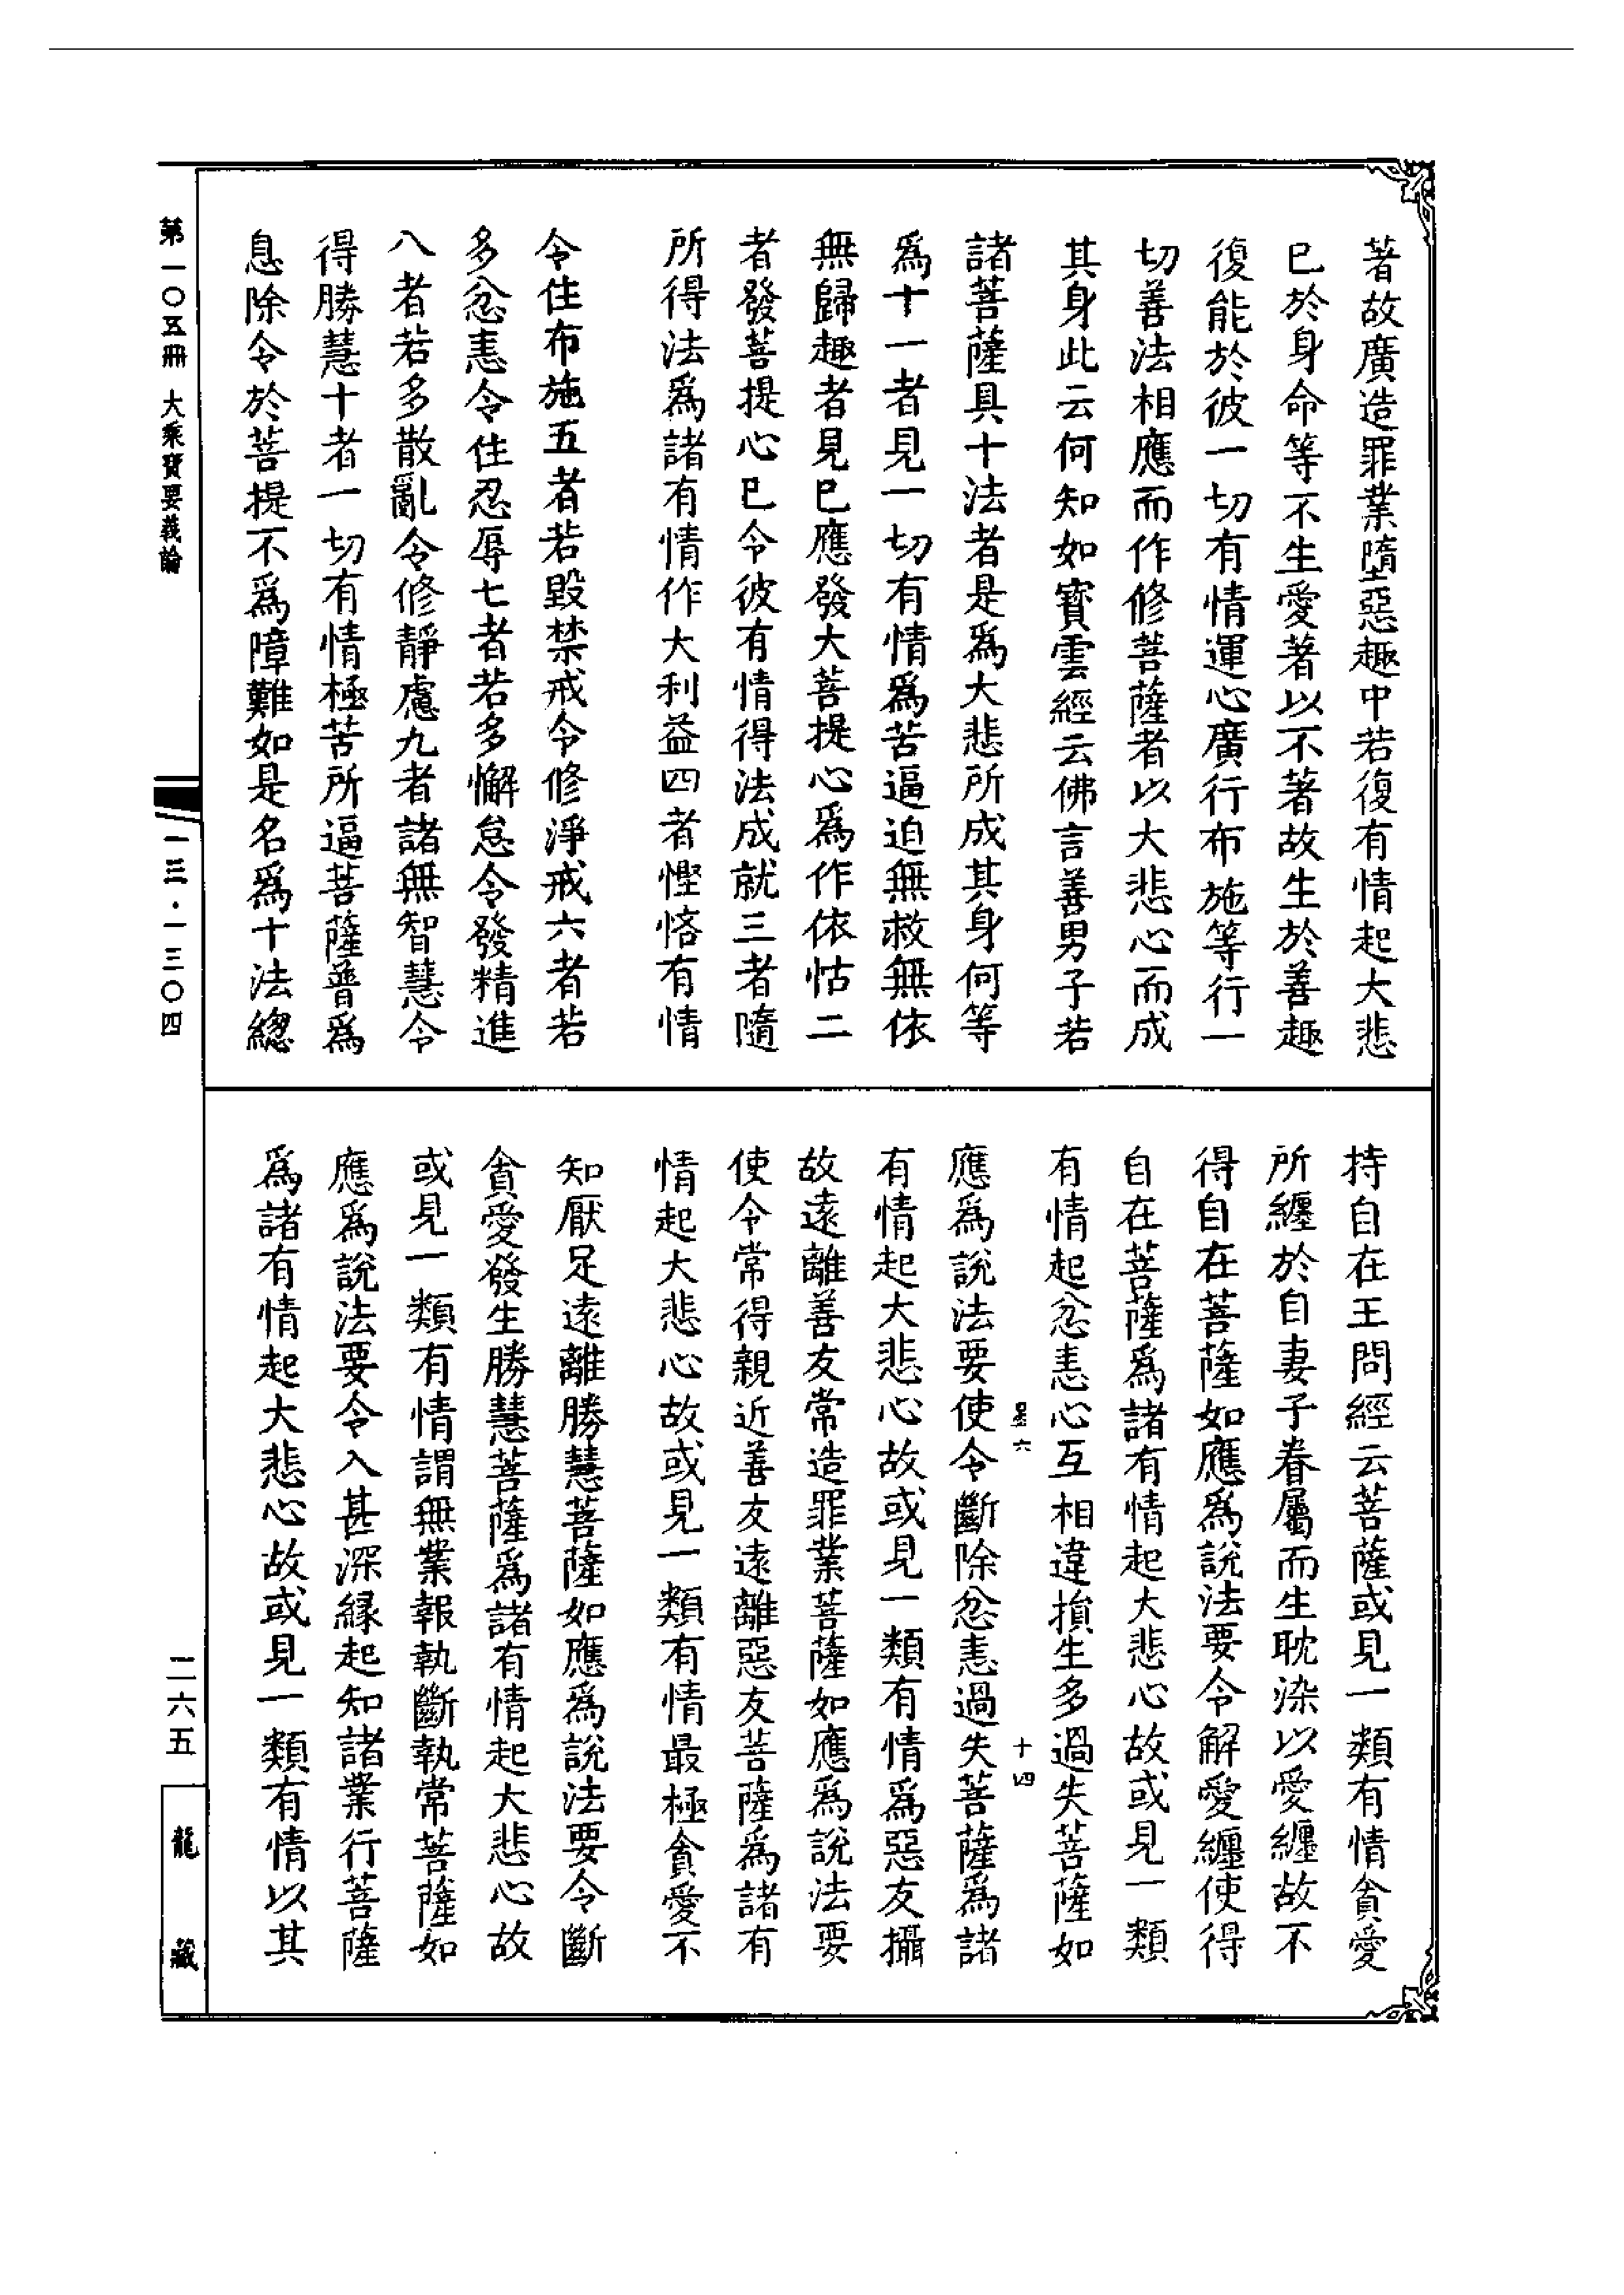 著故廣造罪業墮惡趣中若復有情起大悲
已於身命等不生愛著以不著故生於善趣
復能於彼一切有情運心廣行布施等行一
切善法相應而作修菩薩者以大悲心而成
其身此云何知如寶雲經云佛言善男子若
諸菩薩具十法者是爲大悲所成其身何等
爲十一者見一切有情爲苦逼迫無救無依
無歸趣者見已應發大菩提心爲作依怙二
者發菩提心已令彼有情得法成就三者隨
所得法爲諸有情作大利益四者慳悋有情
令住布施五者若毀禁戒令修淨戒六者若
多忿恚令住忍辱七者若多懈怠令發精進
八者若多散亂令修靜慮九者諸無智慧令
得勝慧十者一切有情極苦所逼菩薩普爲
息除令於菩提不爲障難如是名爲十法總
持自在王問經云菩薩或見一類有情貪愛
所纏於自妻子眷屬而生耽染以愛纏故不
得自在菩薩如應爲說法要令解愛纏使得
自在菩薩爲諸有情起大悲心故或見一類
有情起忿恚心互相違損生多過失菩薩如
星六 十四
應爲說法要使令斷除忿恚過失菩薩爲諸
有情起大悲心故或見一類有情爲惡友攝
故遠離善友常造罪業菩薩如應爲說法要
使令常得親近善友遠離惡友菩薩爲諸有
情起大悲心故或見一類有情最極貪愛不
知厭足遠離勝慧菩薩如應爲說法要令斷
貪愛發生勝慧菩薩爲諸有情起大悲心故
或見一類有情謂無業報執斷執常菩薩如
應爲說法要令入甚深緣起知諸業行菩薩
爲諸有情起大悲心故或見一類有情以其
第一〇五冊 大乘寶要義論
一三·一三〇四
二六五
龍藏